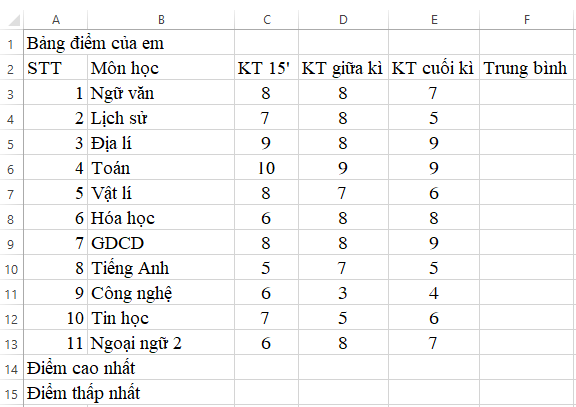 A B C D E F
1 Bảng điểm của em
2 STT Môn học KT 15' KT giữa kì KT cuối kì Trung bình
3 1 Ngữ văn 8 8 7
4 2 Lịch sử 7 8 5
5 3 Địa lí 9 8 9
6 4 Toán 10 9 9
7 5 Vật lí 8 7 6
8 6 Hóa học 6 8 8
9 7 GDCD 8 8 9
10 8 Tiếng Anh 5 7 5
11 9 Công nghệ 6 3 4
12 10 Tin học 7 5 6
13 11 Ngoại ngữ 2 6 8 7
14 Điểm cao nhất
15 Điểm thấp nhất